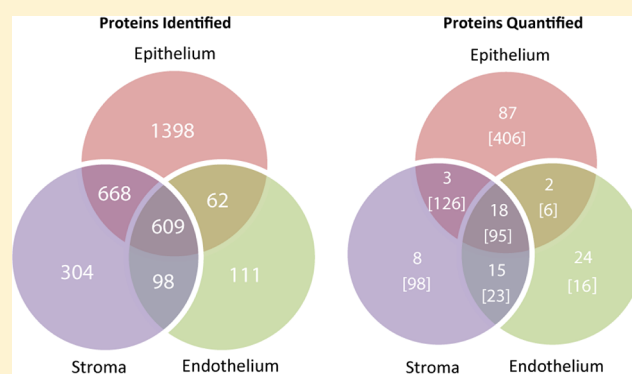 Proteins Identified
Epithelium
1398
668
62
609
304
98
111
Stroma
Endothelium
Proteins Quantified
Epithelium
87
[406]
3
[126]
2
[6]
18
[95]
8
[98]
15
[23]
24
[16]
Stroma
Endothelium